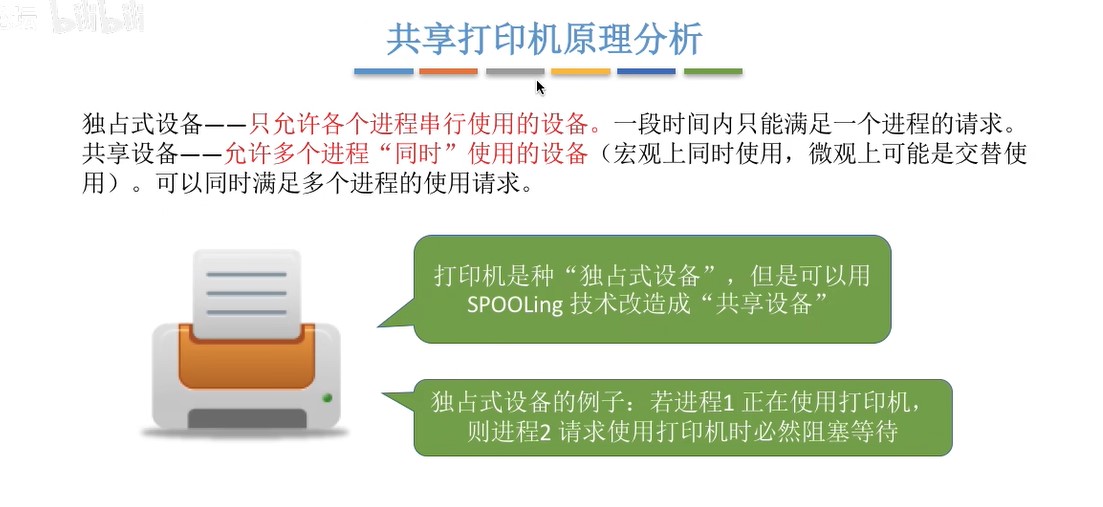 坛 bilibili
共享打印机原理分析
独占式设备——只允许各个进程串行使用的设备。一段时间内只能满足一个进程的请求。
共享设备——允许多个进程“同时”使用的设备（宏观上同时使用，微观上可能是交替使
用）。可以同时满足多个进程的使用请求。
打印机是种“独占式设备”，但是可以用
SPOOLing 技术改造成“共享设备”
独占式设备的例子：若进程1 正在使用打印机，
则进程2 请求使用打印机时必然阻塞等待